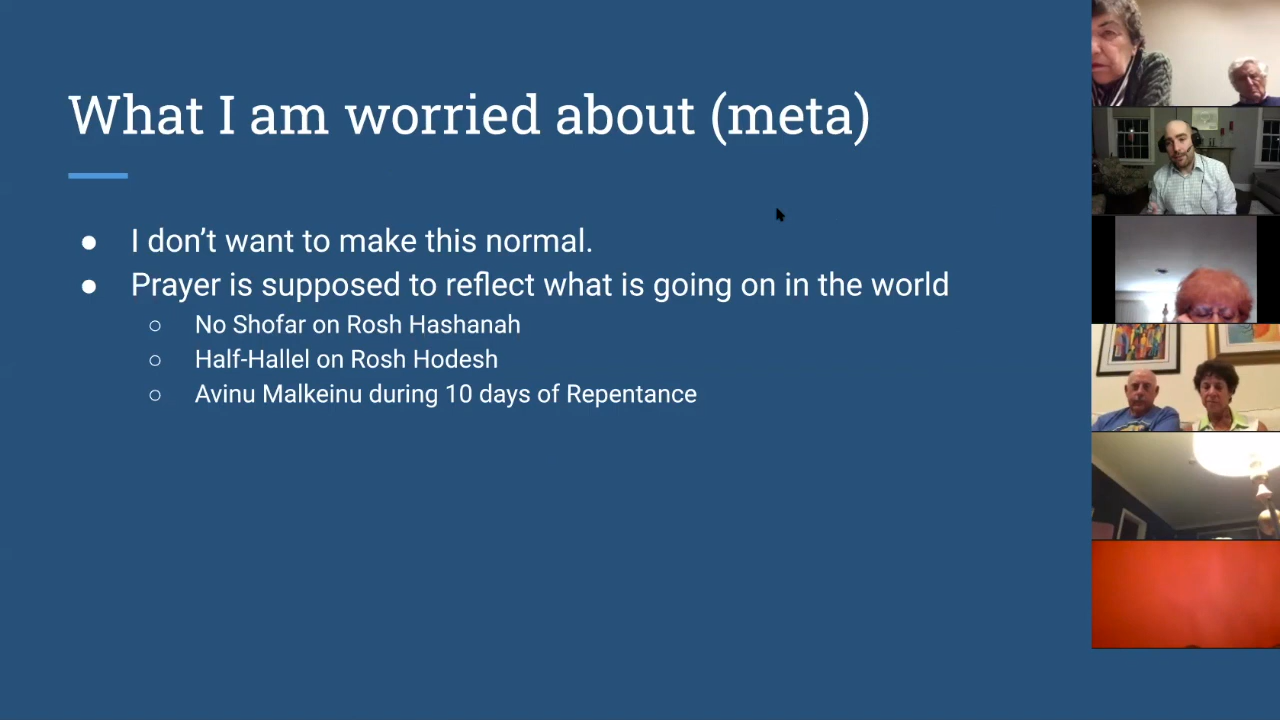 What I am worried about (meta)
● I don’t want to make this normal.
● Prayer is supposed to reflect what is going on in the world
○ No Shofar on Rosh Hashanah
○ Half-Hallel on Rosh Hodesh
○ Avinu Malkeinu during 10 days of Repentance